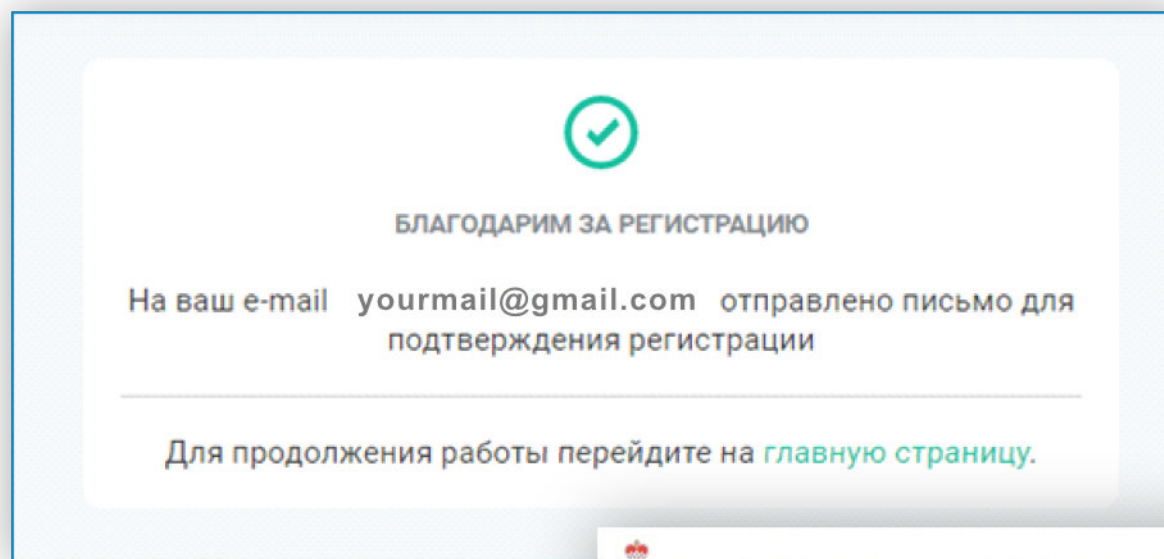 БЛАГОДАРИМ ЗА РЕГИСТРАЦИЮ
На ваш e-mail yourmail@gmail.com отправлено письмо для
подтверждения регистрации
Для продолжения работы перейдите на главную страницу.